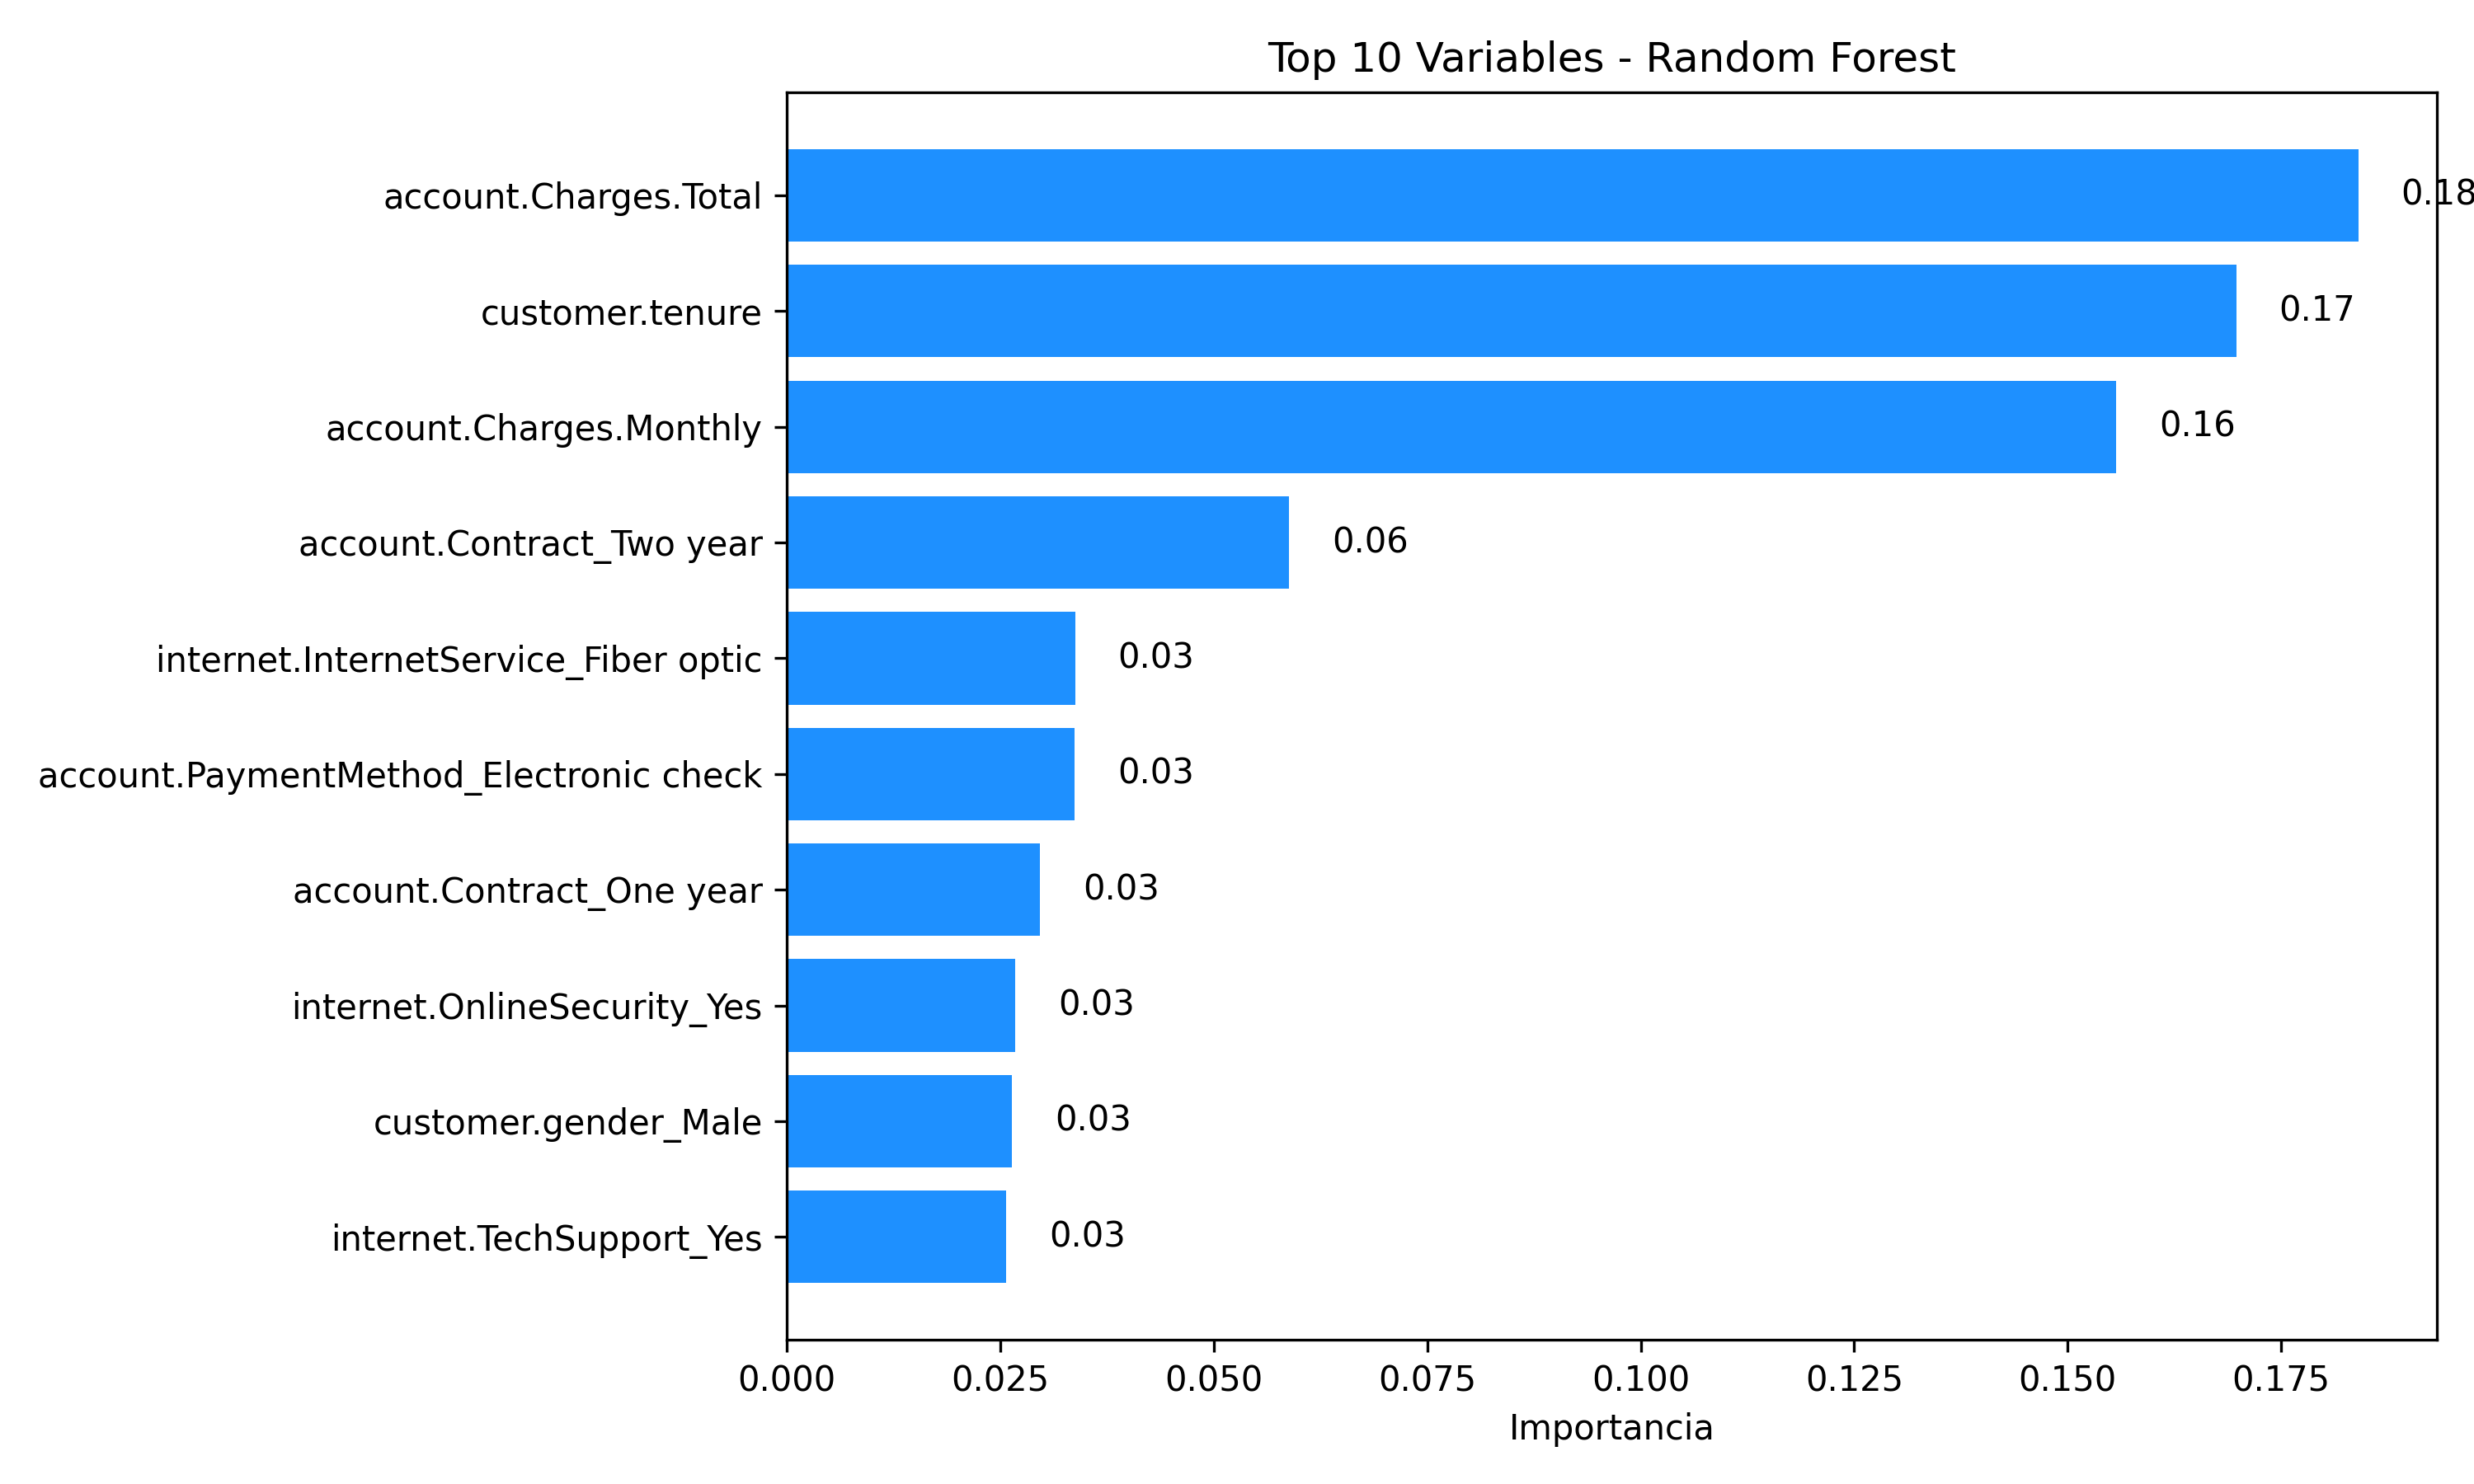 Top 10 Variables - Random Forest
account.Charges.Total 0.18
customer.tenure 0.17
account.Charges.Monthly 0.16
account.Contract_Two year 0.06
internet.InternetService_Fiber optic 0.03
account.PaymentMethod_Electronic check 0.03
account.Contract_One year 0.03
internet.OnlineSecurity_Yes 0.03
customer.gender_Male 0.03
internet.TechSupport_Yes 0.03
0.000 0.025 0.050 0.075 0.100 0.125 0.150 0.175
Importancia